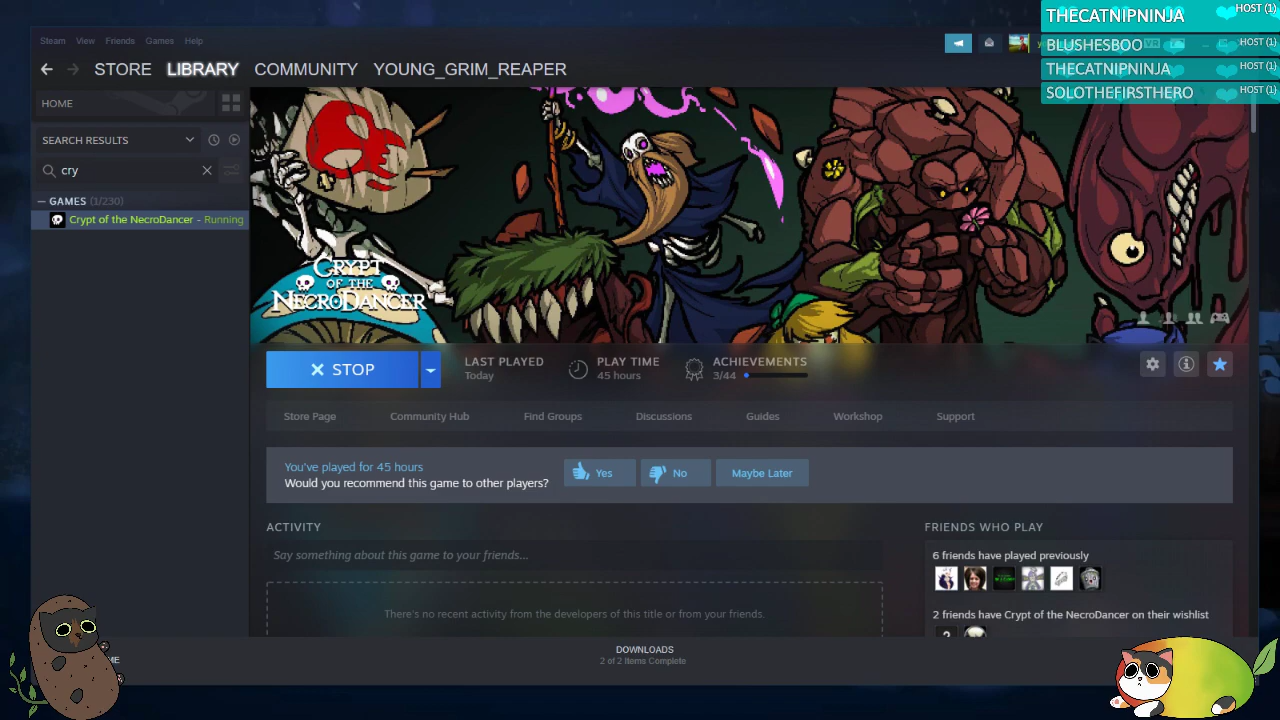 THECATNIPNINJA HOST (1)
BLUSHESBOO HOST (1)
THECATNIPNINJA HOST (1)
SOLOTHEFIRSTHERO HOST (1)
Steam View Friends Games Help
STORE LIBRARY COMMUNITY YOUNG_GRIM_REAPER
HOME
SEARCH RESULTS
cry
GAMES (1/230)
Crypt of the NecroDancer - Running
CRYPT
OF THE
NECRODANCER
STOP
LAST PLAYED
Today
PLAY TIME
45 hours
ACHIEVEMENTS
3/44
Store Page Community Hub Find Groups Discussions Guides Workshop Support
You've played for 45 hours
Would you recommend this game to other players?
Yes No Maybe Later
ACTIVITY
Say something about this game to your friends...
There's no recent activity from the developers of this title or from your friends.
FRIENDS WHO PLAY
6 friends have played previously
2 friends have Crypt of the NecroDancer on their wishlist
?
DOWNLOADS
2 of 2 Items Complete